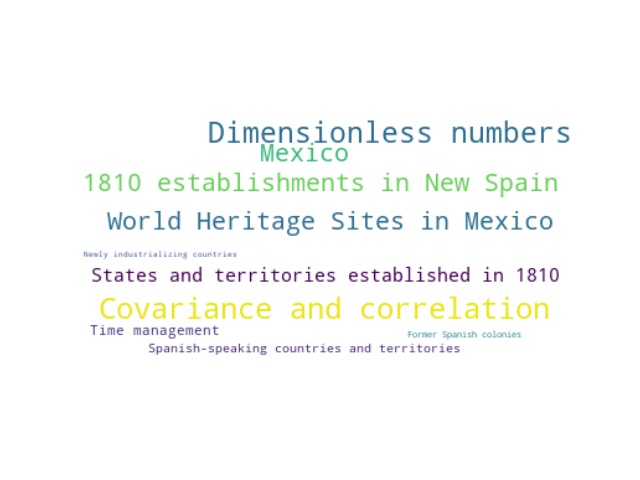 Dimensionless numbers
Mexico
1810 establishments in New Spain
World Heritage Sites in Mexico
Newly industrializing countries
States and territories established in 1810
Covariance and correlation
Time management
Former Spanish colonies
Spanish-speaking countries and territories